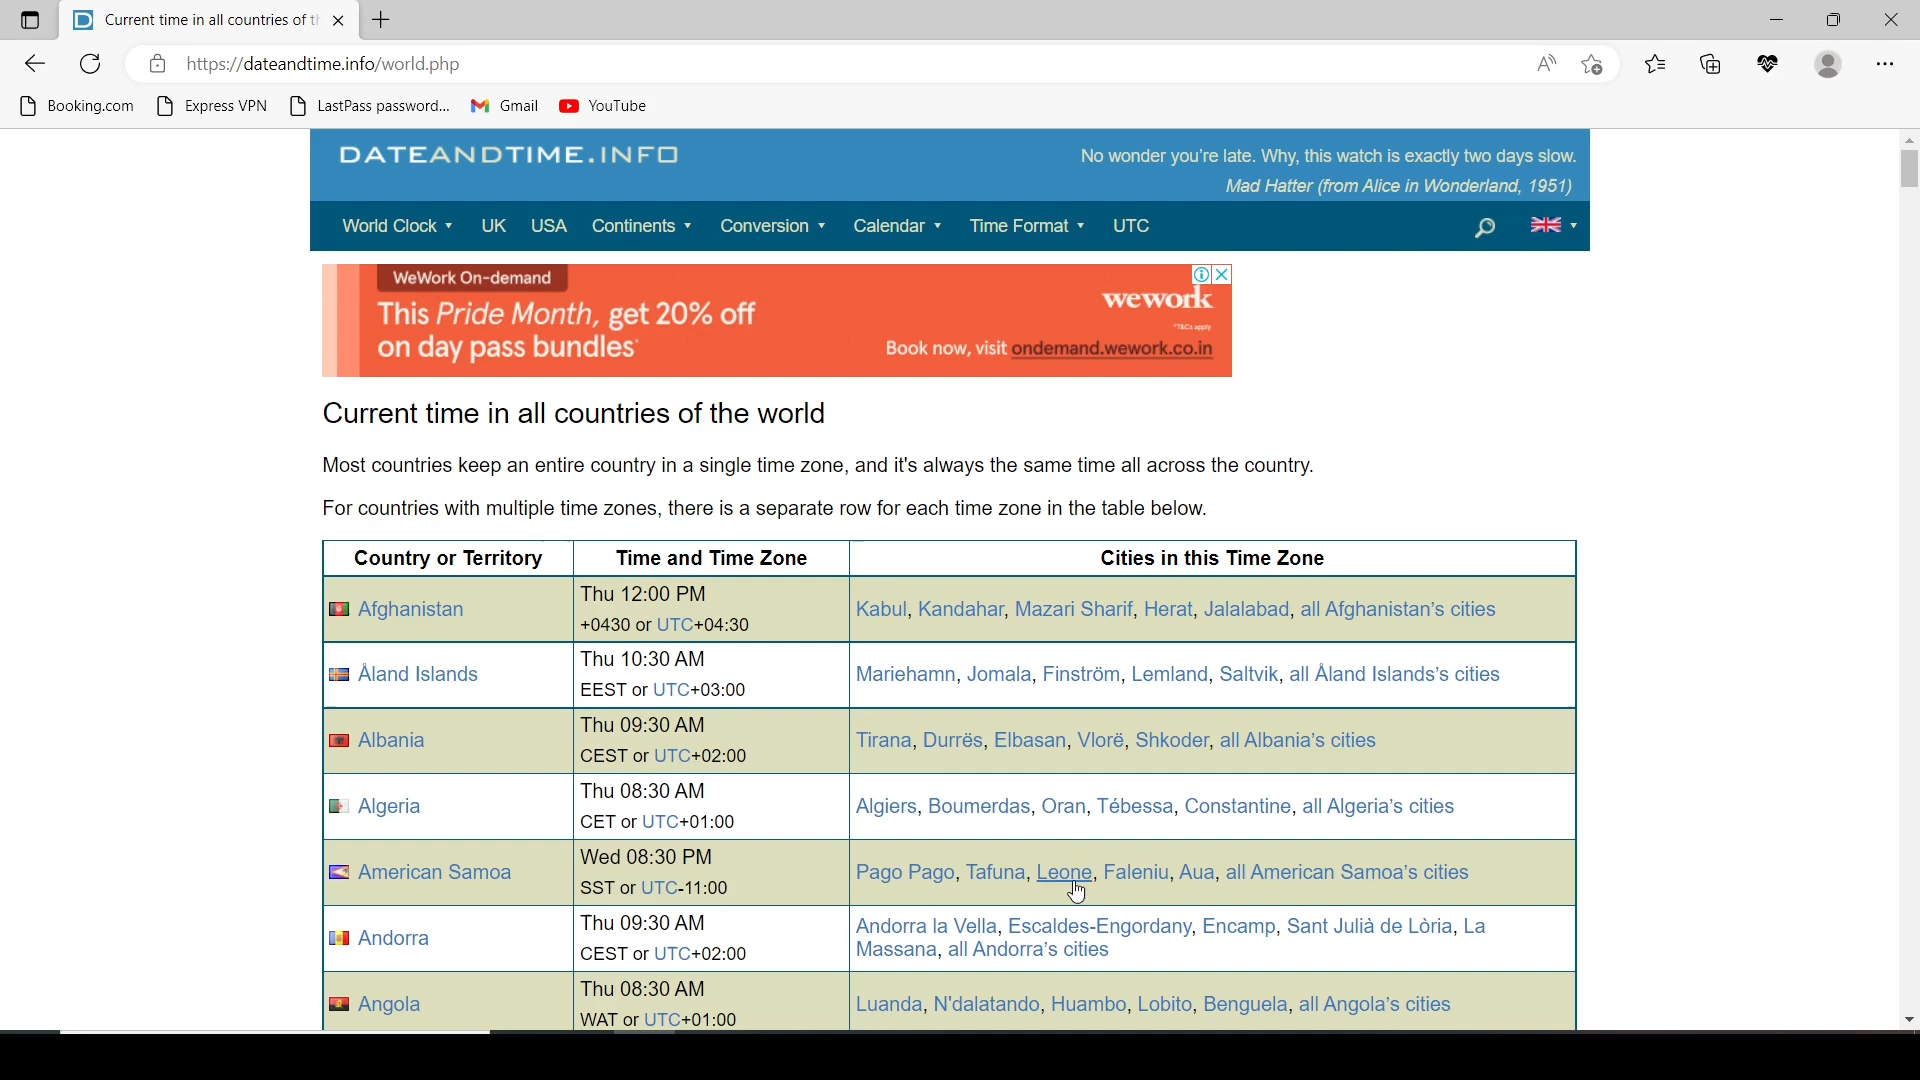 Current time in all countries of th
https://dateandtime.info/world.php
Booking.com Express VPN LastPass password... Gmail YouTube
DATEANDTIME.INFO
No wonder you're late. Why, this watch is exactly two days slow.
Mad Hatter (from Alice in Wonderland, 1951)
World Clock UK USA Continents Conversion Calendar Time Format UTC
WeWork On-demand
This Pride Month, get 20% off
on day pass bundles*
wework
*T&Cs apply
Book now, visit ondemand.wework.co.in
Current time in all countries of the world
Most countries keep an entire country in a single time zone, and it's always the same time all across the country.
For countries with multiple time zones, there is a separate row for each time zone in the table below.
Country or Territory Time and Time Zone Cities in this Time Zone
Afghanistan
Thu 12:00 PM
+0430 or UTC+04:30
Kabul, Kandahar, Mazari Sharif, Herat, Jalalabad, all Afghanistan's cities
Åland Islands
Thu 10:30 AM
EEST or UTC+03:00
Mariehamn, Jomala, Finström, Lemland, Saltvik, all Åland Islands's cities
Albania
Thu 09:30 AM
CEST or UTC+02:00
Tirana, Durrës, Elbasan, Vlorë, Shkoder, all Albania's cities
Algeria
Thu 08:30 AM
CET or UTC+01:00
Algiers, Boumerdas, Oran, Tébessa, Constantine, all Algeria's cities
American Samoa
Wed 08:30 PM
SST or UTC-11:00
Pago Pago, Tafuna, Leone, Faleniu, Aua, all American Samoa's cities
Andorra
Thu 09:30 AM
CEST or UTC+02:00
Andorra la Vella, Escaldes-Engordany, Encamp, Sant Julià de Lòria, La
Massana, all Andorra's cities
Angola
Thu 08:30 AM
WAT or UTC+01:00
Luanda, N'dalatando, Huambo, Lobito, Benguela, all Angola's cities